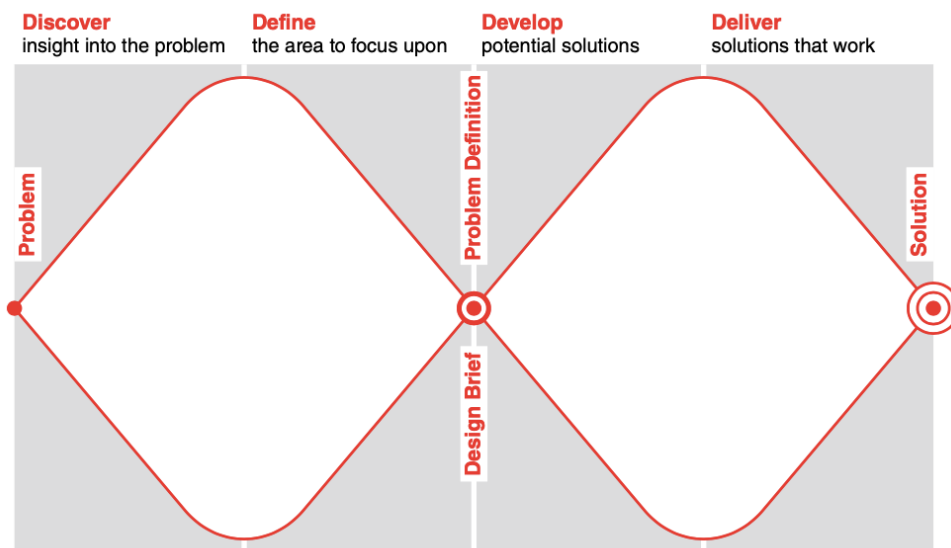 Discover
insight into the problem
Define
the area to focus upon
Develop
potential solutions
Deliver
solutions that work
Problem
Problem Definition
Design Brief
Solution